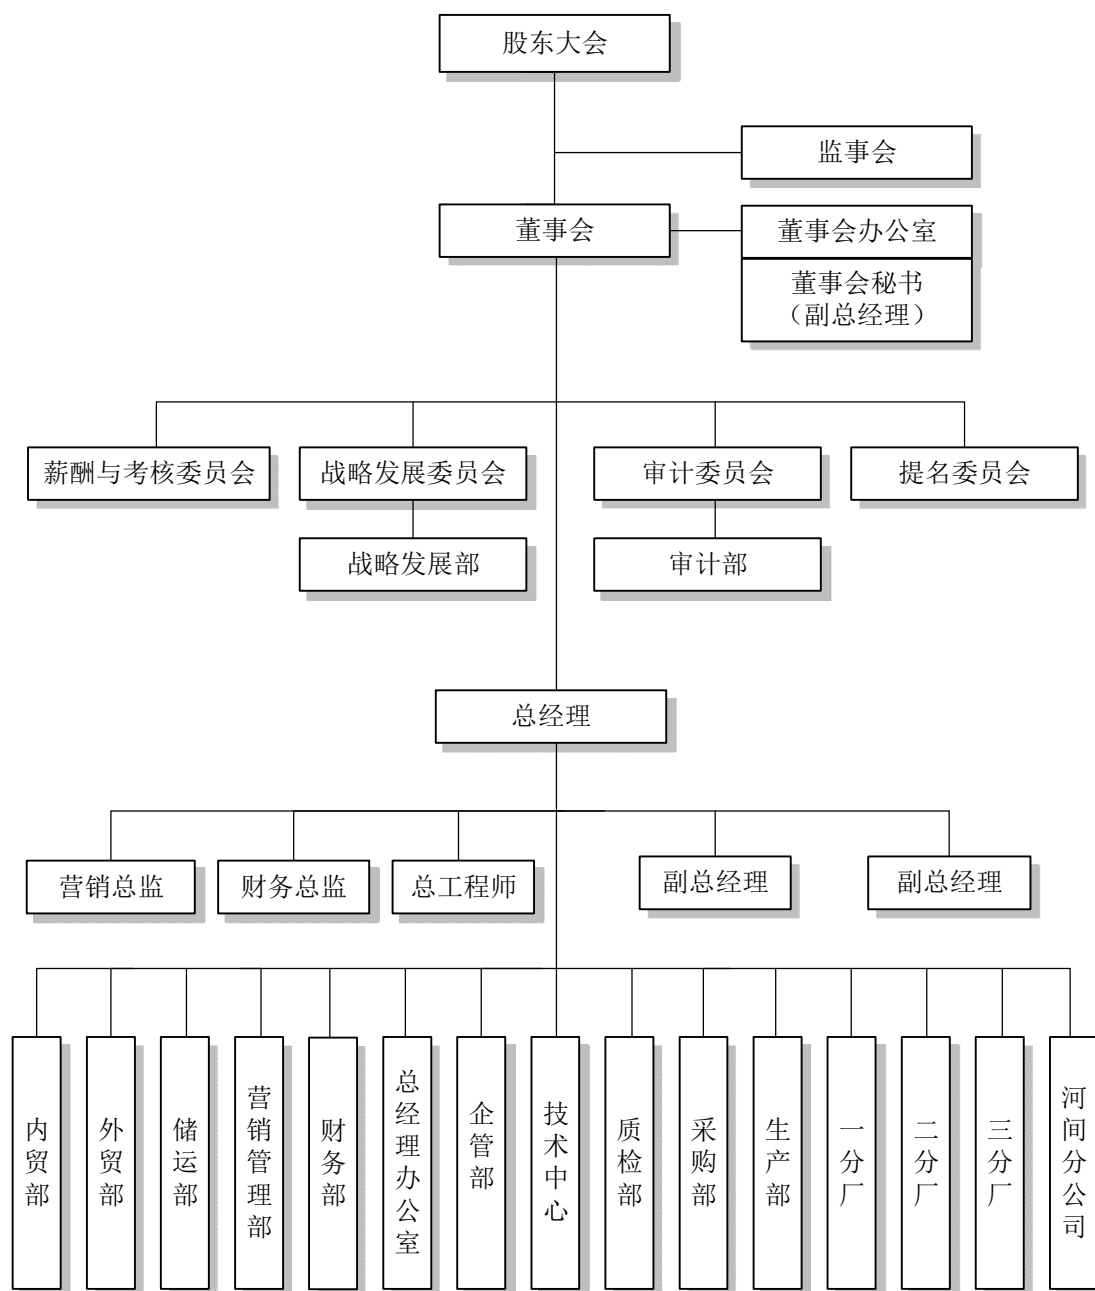 股东大会
监事会
董事会
董事会办公室
董事会秘书
（副总经理）
薪酬与考核委员会
战略发展委员会
审计委员会
提名委员会
战略发展部
审计部
总经理
营销总监
财务总监
总工程师
副总经理
副总经理
内贸部
外贸部
储运部
营销管理部
财务部
总经理办公室
企管部
技术中心
质检部
采购部
生产部
一分厂
二分厂
三分厂
河间分公司